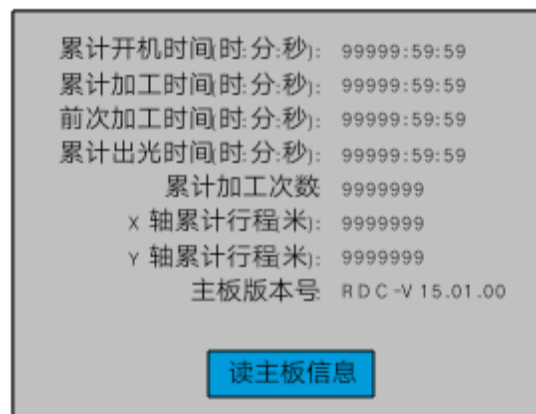 累计开机时间(时:分:秒): 99999:59:59
累计加工时间(时:分:秒): 99999:59:59
前次加工时间(时:分:秒): 99999:59:59
累计出光时间(时:分:秒): 99999:59:59
累计加工次数: 9999999
X 轴累计行程(米): 9999999
Y 轴累计行程(米): 9999999
主板版本号: RDC-V 15.01.00
读主板信息